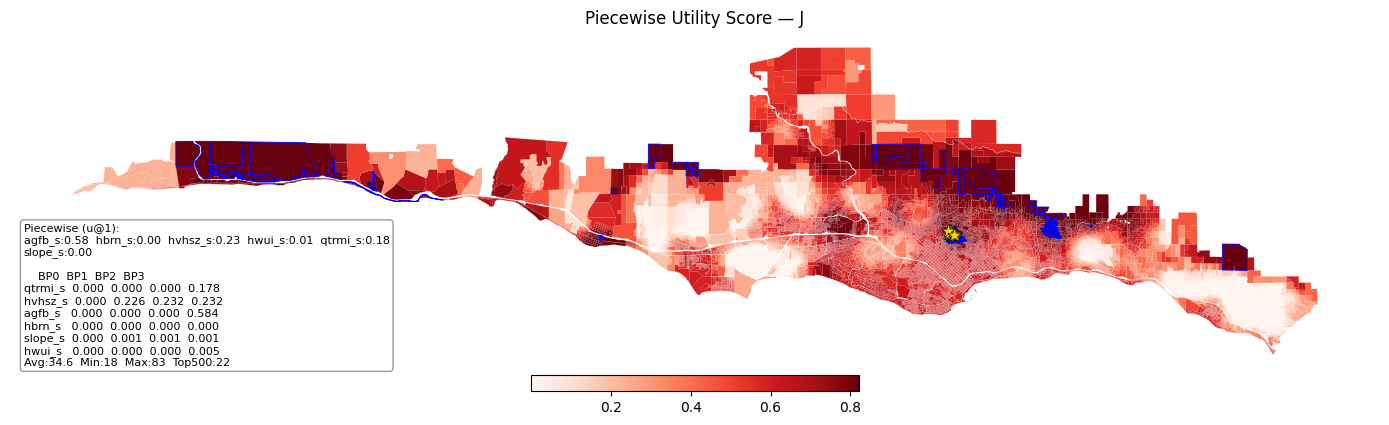 Piecewise Utility Score — J
Piecewise (u@1):
agfb_s:0.58  hbrn_s:0.00  hvhsz_s:0.23  hwui_s:0.01  qtrmi_s:0.18
slope_s:0.00
BP0  BP1  BP2  BP3
qtrmi_s  0.000  0.000  0.000  0.178
hvhsz_s  0.000  0.226  0.232  0.232
agfb_s  0.000  0.000  0.000  0.584
hbrn_s  0.000  0.000  0.000  0.000
slope_s  0.000  0.001  0.001  0.001
hwui_s  0.000  0.000  0.000  0.005
Avg:34.6  Min:18  Max:83  Top500:22
0.2  0.4  0.6  0.8